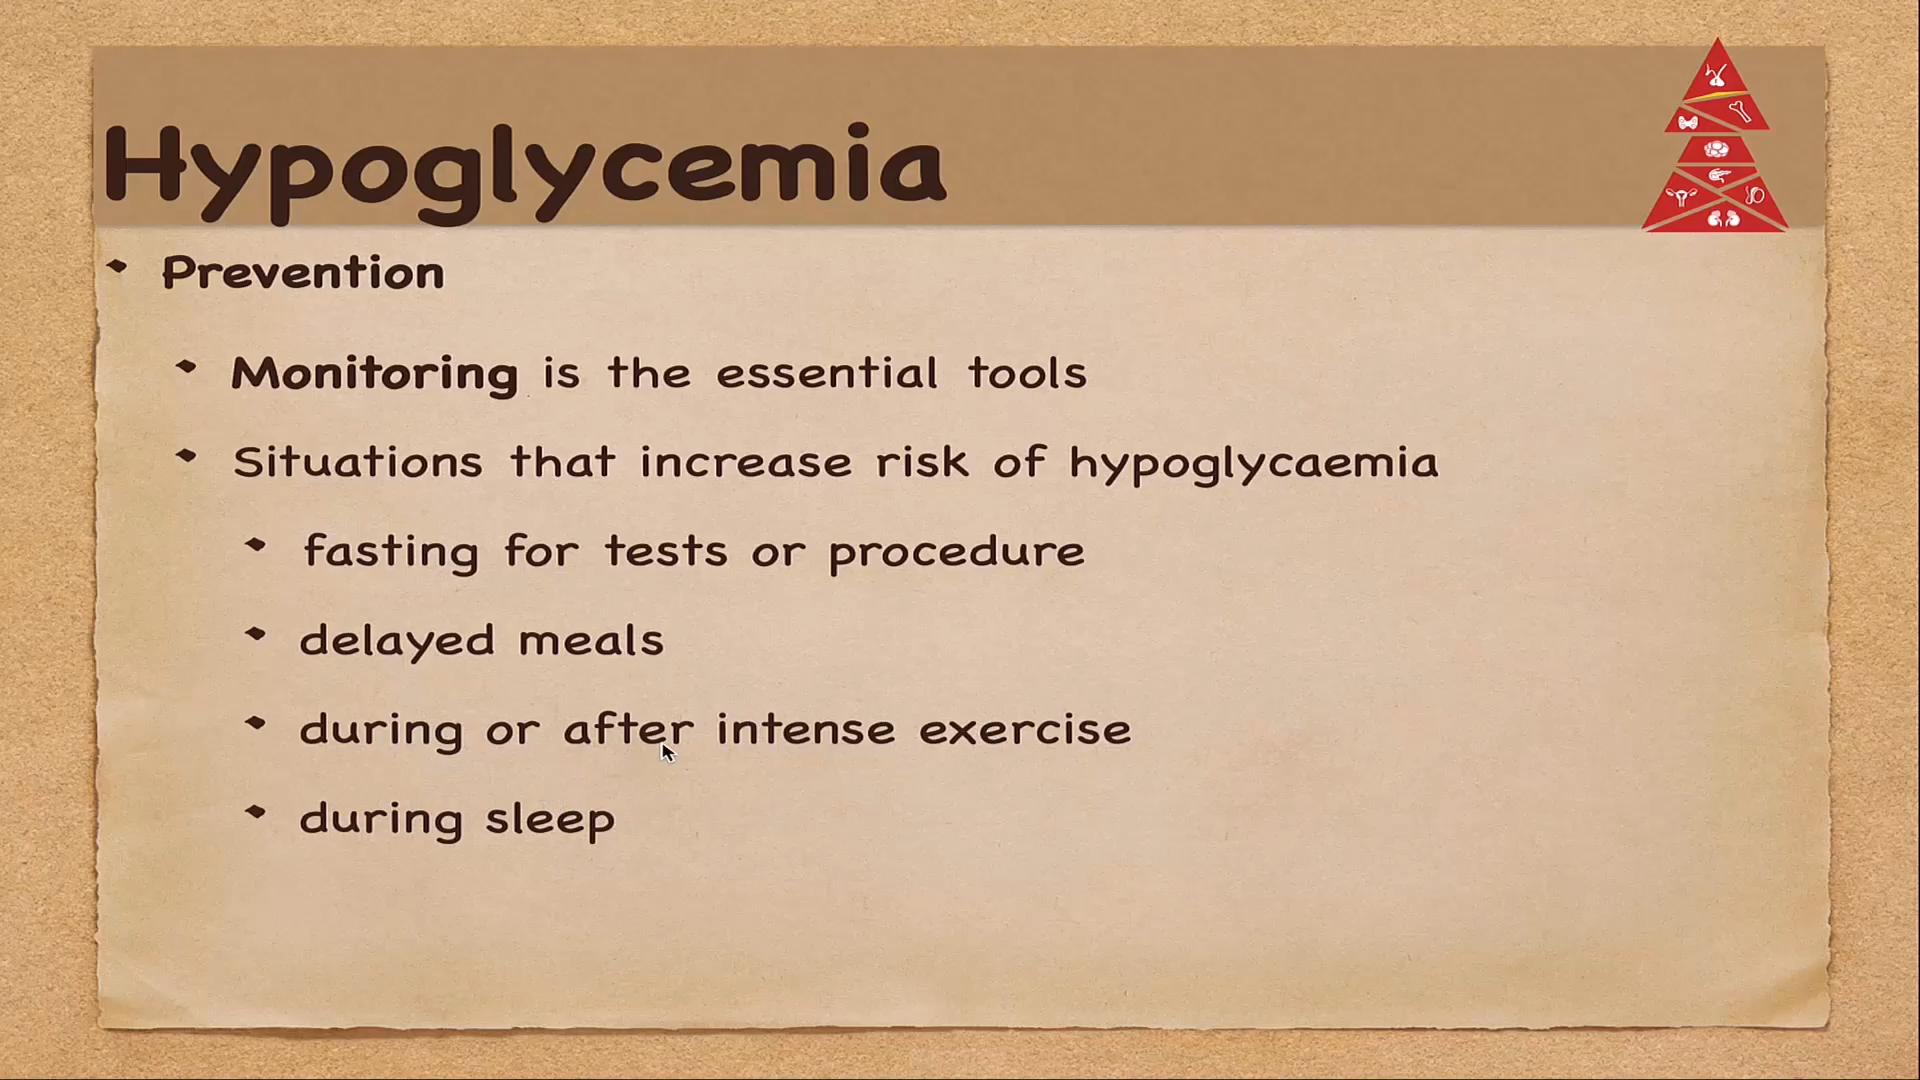 Hypoglycemia
Prevention
Monitoring is the essential tools
Situations that increase risk of hypoglycaemia
fasting for tests or procedure
delayed meals
during or after intense exercise
during sleep